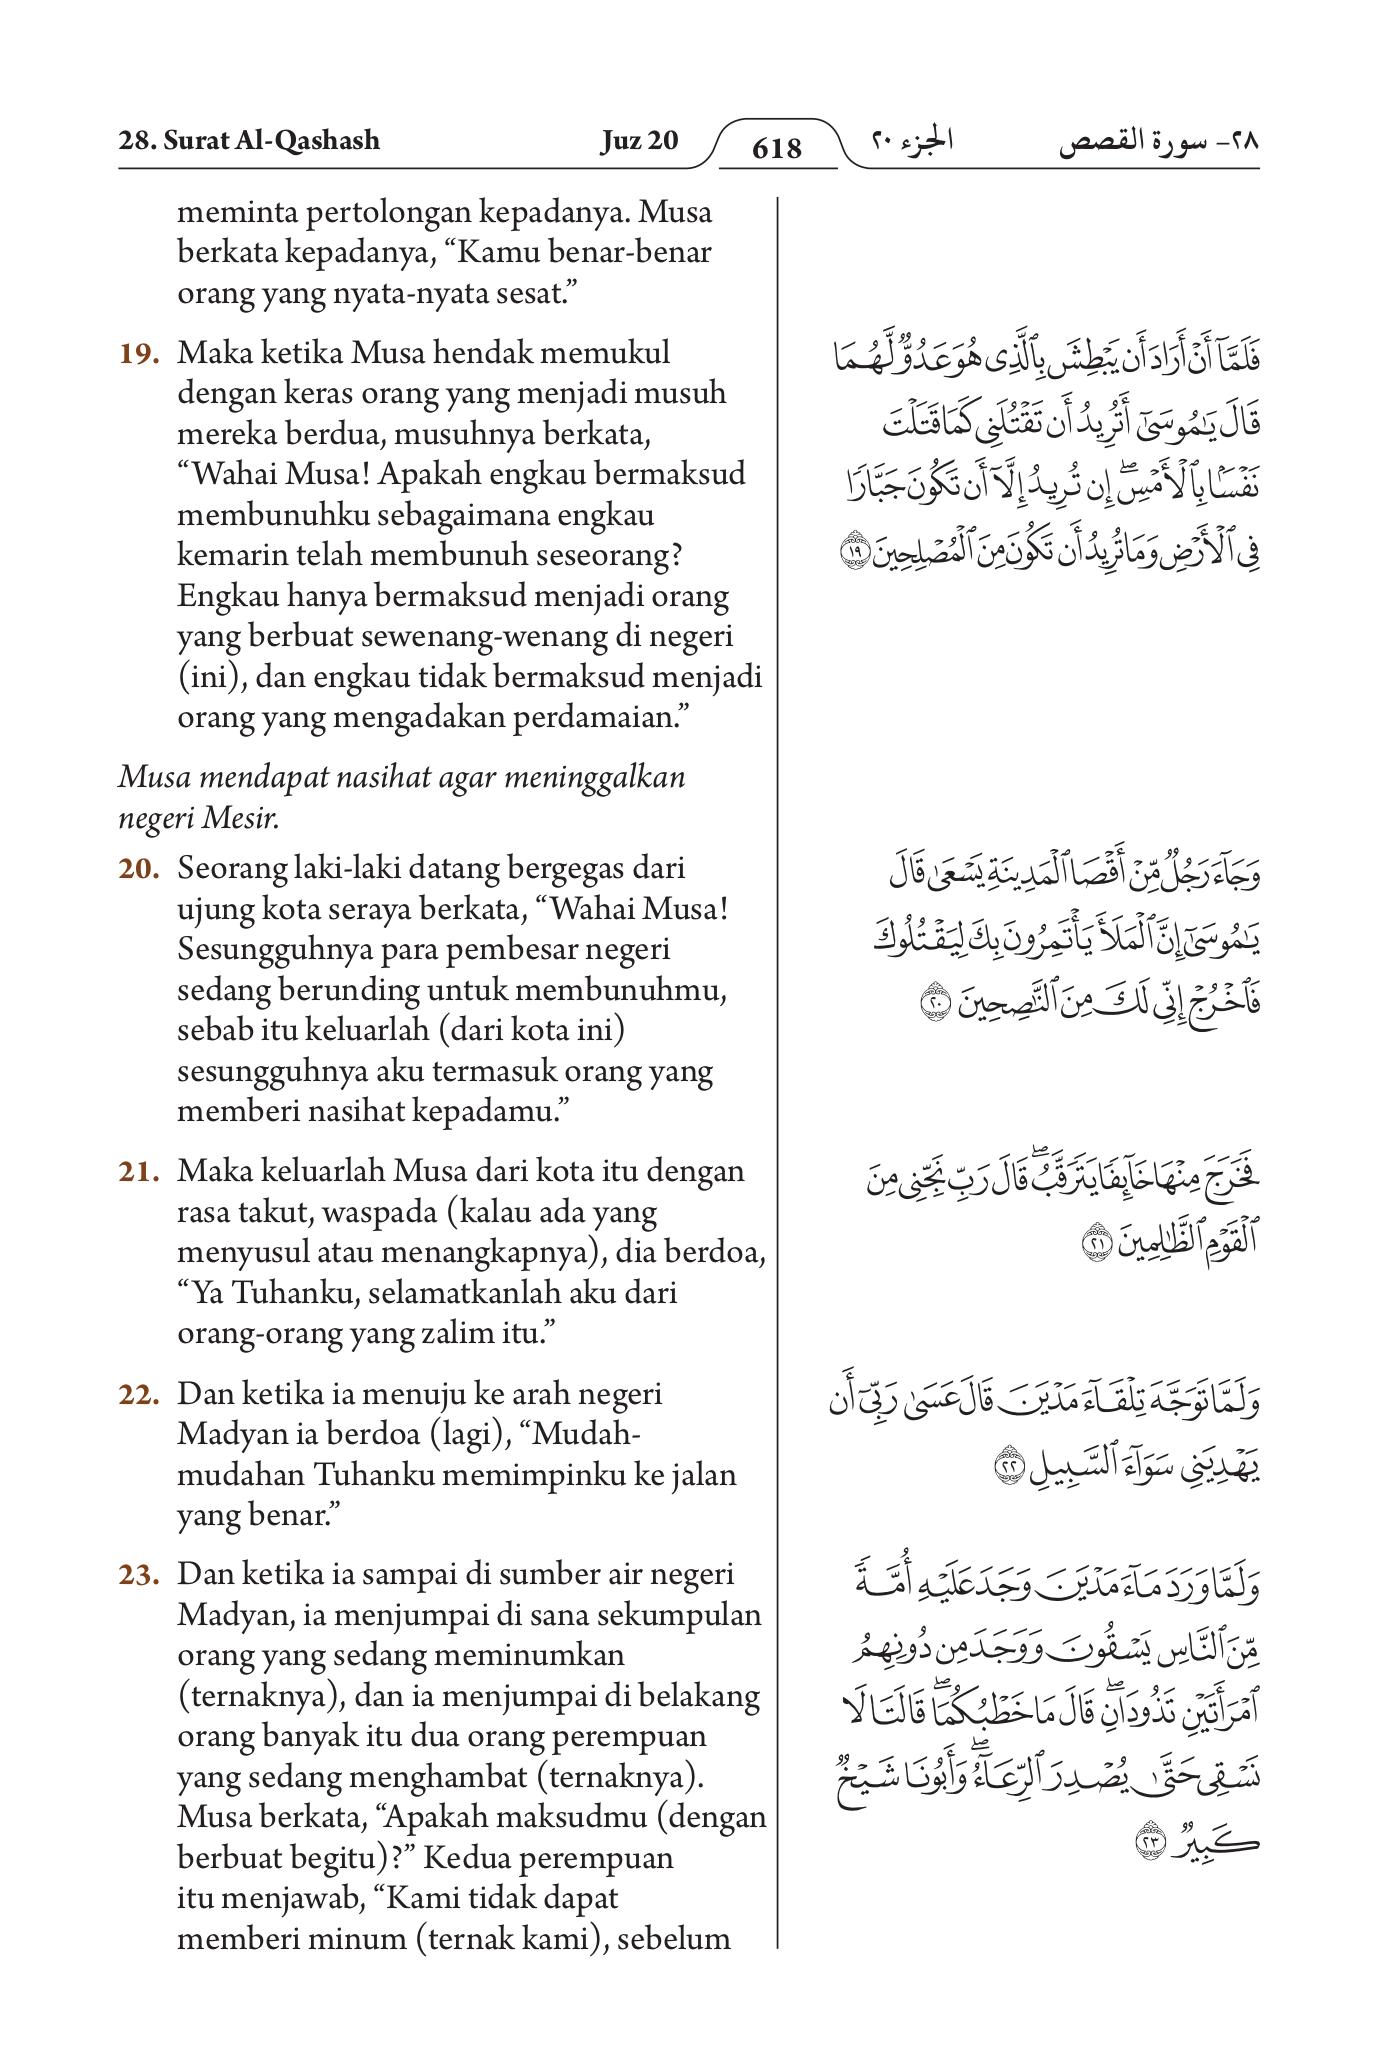 28. Surat Al-Qashash Juz 20 618 الجزء ٢٠ ٢٨- سورة القصص
meminta pertolongan kepadanya. Musa
berkata kepadanya, “Kamu benar-benar
orang yang nyata-nyata sesat.”
19. Maka ketika Musa hendak memukul
dengan keras orang yang menjadi musuh
mereka berdua, musuhnya berkata,
“Wahai Musa! Apakah engkau bermaksud
membunuhku sebagaimana engkau
kemarin telah membunuh seseorang?
Engkau hanya bermaksud menjadi orang
yang berbuat sewenang-wenang di negeri
(ini), dan engkau tidak bermaksud menjadi
orang yang mengadakan perdamaian.”
Musa mendapat nasihat agar meninggalkan
negeri Mesir.
20. Seorang laki-laki datang bergegas dari
ujung kota seraya berkata, “Wahai Musa!
Sesungguhnya para pembesar negeri
sedang berunding untuk membunuhmu,
sebab itu keluarlah (dari kota ini)
sesungguhnya aku termasuk orang yang
memberi nasihat kepadamu.”
21. Maka keluarlah Musa dari kota itu dengan
rasa takut, waspada (kalau ada yang
menyusul atau menangkapnya), dia berdoa,
“Ya Tuhanku, selamatkanlah aku dari
orang-orang yang zalim itu.”
22. Dan ketika ia menuju ke arah negeri
Madyan ia berdoa (lagi), “Mudah-
mudahan Tuhanku memimpinku ke jalan
yang benar.”
23. Dan ketika ia sampai di sumber air negeri
Madyan, ia menjumpai di sana sekumpulan
orang yang sedang meminumkan
(ternaknya), dan ia menjumpai di belakang
orang banyak itu dua orang perempuan
yang sedang menghambat (ternaknya).
Musa berkata, “Apakah maksudmu (dengan
berbuat begitu)?” Kedua perempuan
itu menjawab, “Kami tidak dapat
memberi minum (ternak kami), sebelum
فَلَمَّآ أَنْ أَرَادَ أَن يَبْطِشَ بِٱلَّذِى هُوَ عَدُوٌّ لَّهُمَا
قَالَ يَٰمُوسَىٰٓ أَتُرِيدُ أَن تَقْتُلَنِى كَمَا قَتَلْتَ
نَفْسًۢا بِٱلْأَمْسِ ۖ إِن تُرِيدُ إِلَّآ أَن تَكُونَ جَبَّارًا
فِى ٱلْأَرْضِ وَمَا تُرِيدُ أَن تَكُونَ مِنَ ٱلْمُصْلِحِينَ ١٩
وَجَآءَ رَجُلٌ مِّنْ أَقْصَا ٱلْمَدِينَةِ يَسْعَىٰ قَالَ
يَٰمُوسَىٰٓ إِنَّ ٱلْمَلَأَ يَأْتَمِرُونَ بِكَ لِيَقْتُلُوكَ
فَٱخْرُجْ إِنِّى لَكَ مِنَ ٱلنَّٰصِحِينَ ٢٠
فَخَرَجَ مِنْهَا خَآئِفًا يَتَرَقَّبُ ۖ قَالَ رَبِّ نَجِّنِى مِنَ
ٱلْقَوْمِ ٱلظَّٰلِمِينَ ٢١
وَلَمَّا تَوَجَّهَ تِلْقَآءَ مَدْيَنَ قَالَ عَسَىٰ رَبِّىٓ أَن
يَهْدِيَنِى سَوَآءَ ٱلسَّبِيلِ ٢٢
وَلَمَّا وَرَدَ مَآءَ مَدْيَنَ وَجَدَ عَلَيْهِ أُمَّةً
مِّنَ ٱلنَّاسِ يَسْقُونَ وَوَجَدَ مِن دُونِهِمُ
ٱمْرَأَتَيْنِ تَذُودَانِ ۖ قَالَ مَا خَطْبُكُمَا ۖ قَالَتَا لَا
نَسْقِى حَتَّىٰ يُصْدِرَ ٱلرِّعَآءُ ۖ وَأَبُونَا شَيْخٌ
كَبِيرٌ ٢٣